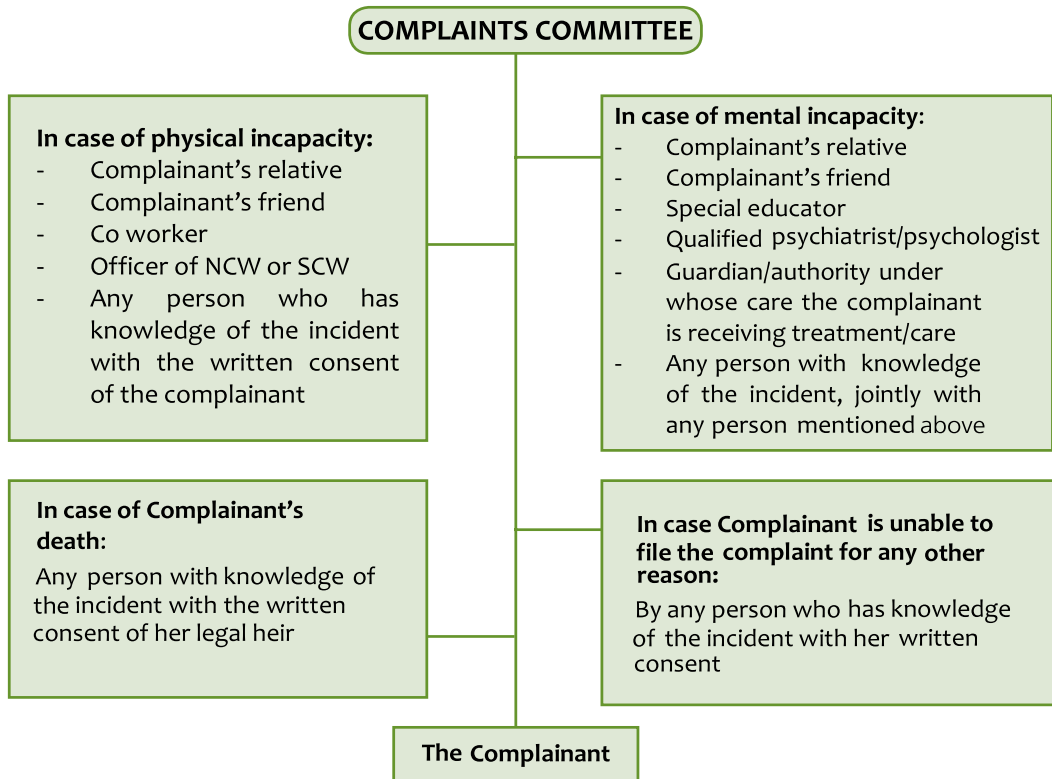 COMPLAINTS COMMITTEE
In case of physical incapacity:
- Complainant’s relative
- Complainant’s friend
- Co worker
- Officer of NCW or SCW
- Any person who has
knowledge of the incident
with the written consent
of the complainant
In case of mental incapacity:
- Complainant’s relative
- Complainant’s friend
- Special educator
- Qualified psychiatrist/psychologist
- Guardian/authority under
whose care the complainant
is receiving treatment/care
- Any person with knowledge
of the incident, jointly with
any person mentioned above
In case of Complainant’s
death:
Any person with knowledge of
the incident with the written
consent of her legal heir
In case Complainant is unable to
file the complaint for any other
reason:
By any person who has knowledge
of the incident with her written
consent
The Complainant